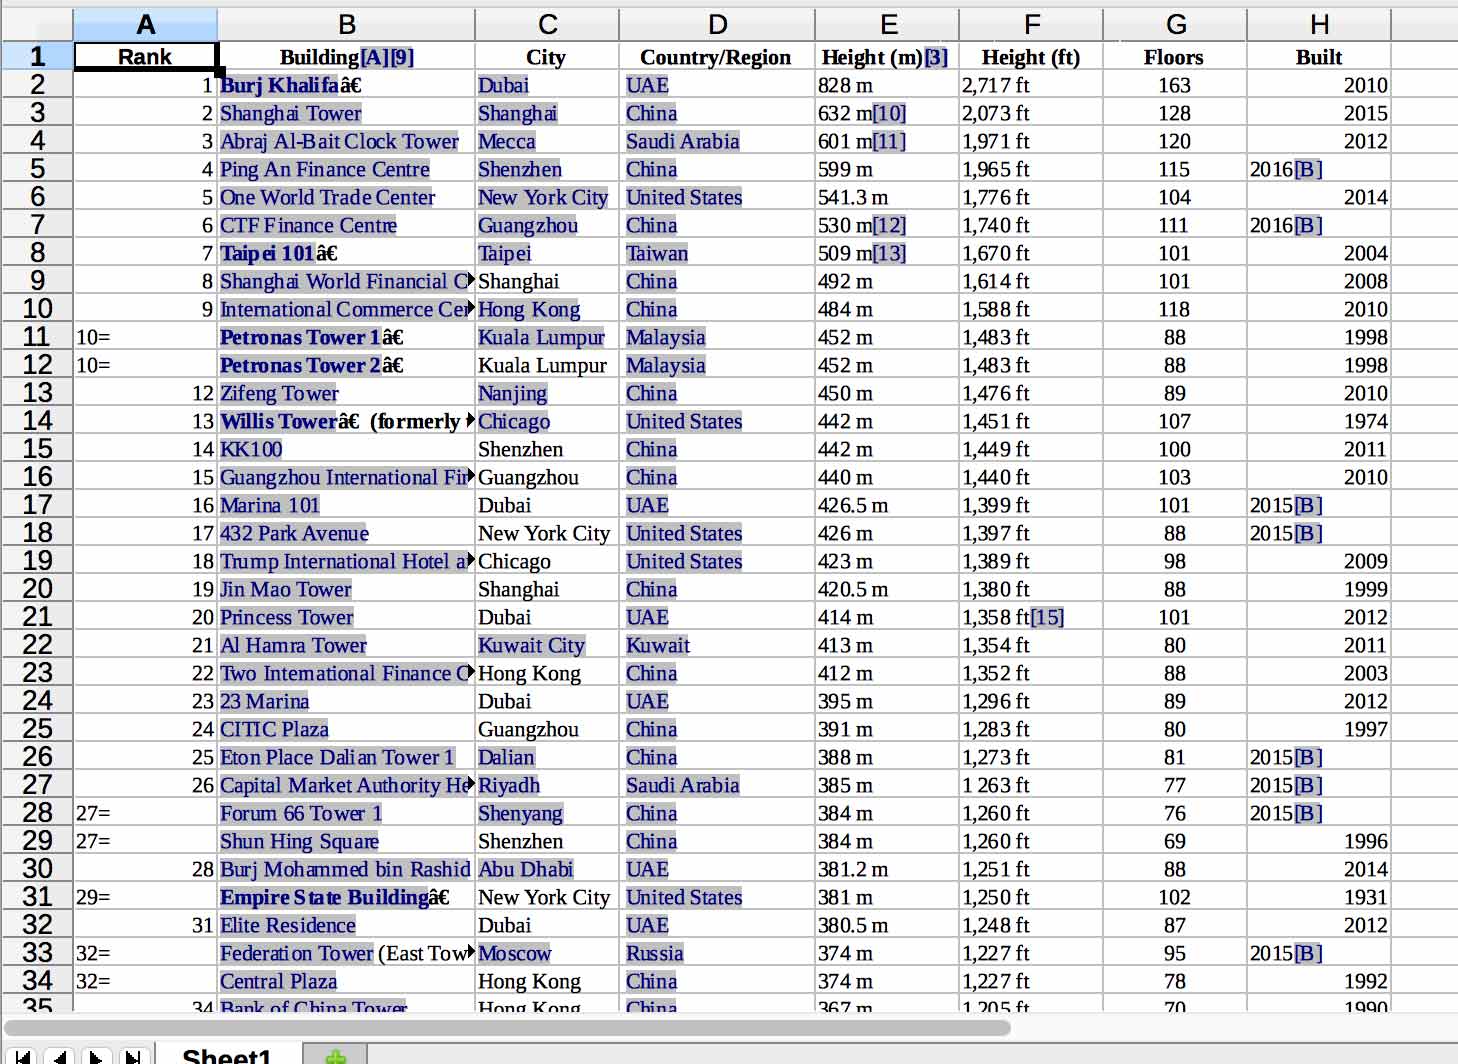 A B C D E F G H
1 Rank Building[A][9] City Country/Region Height (m)[3] Height (ft) Floors Built
2 1 Burj Khalifaâ€ Dubai UAE 828 m 2,717 ft 163 2010
3 2 Shanghai Tower Shanghai China 632 m[10] 2,073 ft 128 2015
4 3 Abraj Al-Bait Clock Tower Mecca Saudi Arabia 601 m[11] 1,971 ft 120 2012
5 4 Ping An Finance Centre Shenzhen China 599 m 1,965 ft 115 2016[B]
6 5 One World Trade Center New York City United States 541.3 m 1,776 ft 104 2014
7 6 CTF Finance Centre Guangzhou China 530 m[12] 1,740 ft 111 2016[B]
8 7 Taipei 101â€ Taipei Taiwan 509 m[13] 1,670 ft 101 2004
9 8 Shanghai World Financial C Shanghai China 492 m 1,614 ft 101 2008
10 9 International Commerce Cen Hong Kong China 484 m 1,588 ft 118 2010
11 10= Petronas Tower 1â€ Kuala Lumpur Malaysia 452 m 1,483 ft 88 1998
12 10= Petronas Tower 2â€ Kuala Lumpur Malaysia 452 m 1,483 ft 88 1998
13 12 Zifeng Tower Nanjing China 450 m 1,476 ft 89 2010
14 13 Willis Towerâ€ (formerly Chicago United States 442 m 1,451 ft 107 1974
15 14 KK100 Shenzhen China 442 m 1,449 ft 100 2011
16 15 Guangzhou International Fin Guangzhou China 440 m 1,440 ft 103 2010
17 16 Marina 101 Dubai UAE 426.5 m 1,399 ft 101 2015[B]
18 17 432 Park Avenue New York City United States 426 m 1,397 ft 88 2015[B]
19 18 Trump International Hotel a Chicago United States 423 m 1,389 ft 98 2009
20 19 Jin Mao Tower Shanghai China 420.5 m 1,380 ft 88 1999
21 20 Princess Tower Dubai UAE 414 m 1,358 ft[15] 101 2012
22 21 Al Hamra Tower Kuwait City Kuwait 413 m 1,354 ft 80 2011
23 22 Two International Finance C Hong Kong China 412 m 1,352 ft 88 2003
24 23 23 Marina Dubai UAE 395 m 1,296 ft 89 2012
25 24 CITIC Plaza Guangzhou China 391 m 1,283 ft 80 1997
26 25 Eton Place Dalian Tower 1 Dalian China 388 m 1,273 ft 81 2015[B]
27 26 Capital Market Authority He Riyadh Saudi Arabia 385 m 1 263 ft 77 2015[B]
28 27= Forum 66 Tower 1 Shenyang China 384 m 1,260 ft 76 2015[B]
29 27= Shun Hing Square Shenzhen China 384 m 1,260 ft 69 1996
30 28 Burj Mohammed bin Rashid Abu Dhabi UAE 381.2 m 1,251 ft 88 2014
31 29= Empire State Buildingâ€ New York City United States 381 m 1,250 ft 102 1931
32 31 Elite Residence Dubai UAE 380.5 m 1,248 ft 87 2012
33 32= Federation Tower (East Tow Moscow Russia 374 m 1,227 ft 95 2015[B]
34 32= Central Plaza Hong Kong China 374 m 1,227 ft 78 1992
35 34 Bank of China Tower Hong Kong China 367 m 1,205 ft 70 1990
Sheet1